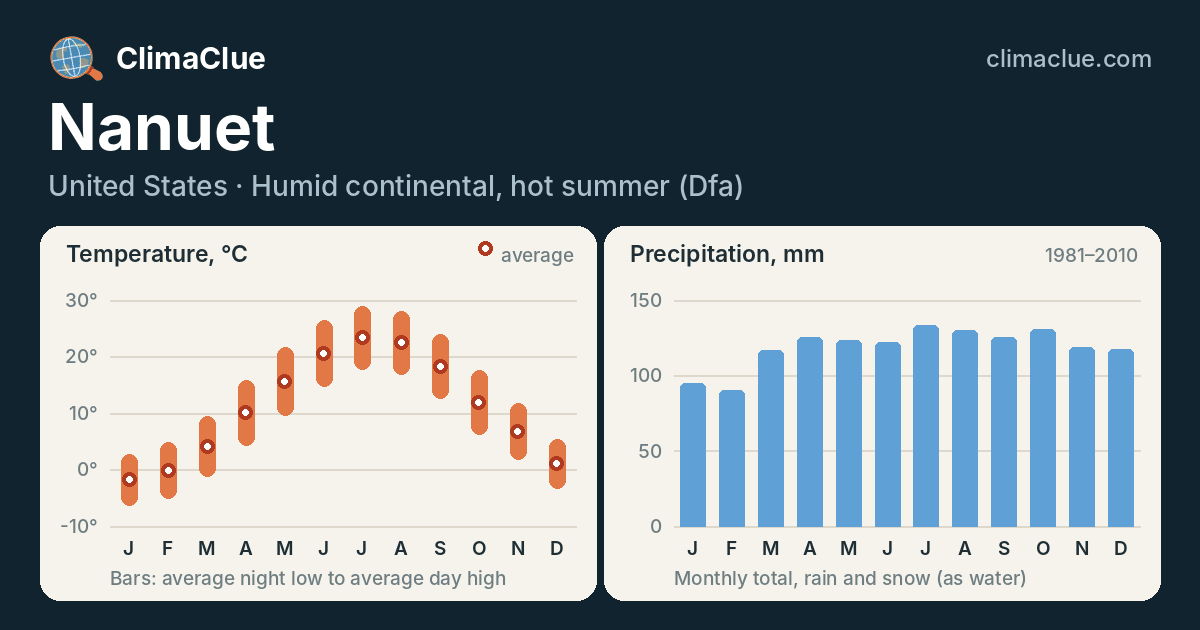 ClimaClue
climaclue.com
Nanuet
United States · Humid continental, hot summer (Dfa)
Temperature, °C
average
30°
20°
10°
0°
-10°
J F M A M J J A S O N D
Bars: average night low to average day high
Precipitation, mm
1981–2010
150
100
50
0
J F M A M J J A S O N D
Monthly total, rain and snow (as water)